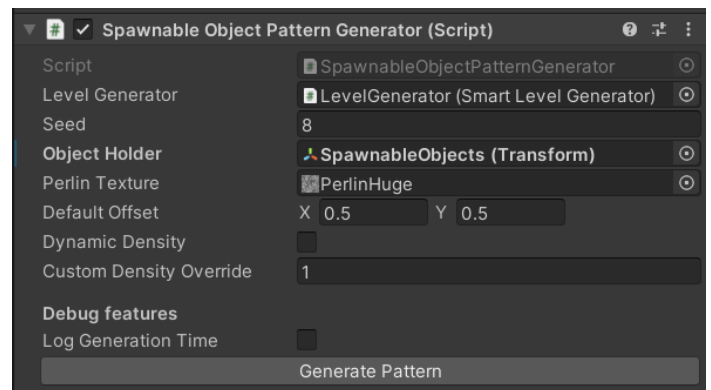 Spawnable Object Pattern Generator (Script)
Script SpawnableObjectPatternGenerator
Level Generator LevelGenerator (Smart Level Generator)
Seed 8
Object Holder SpawnableObjects (Transform)
Perlin Texture PerlinHuge
Default Offset X 0.5 Y 0.5
Dynamic Density
Custom Density Override 1
Debug features
Log Generation Time
Generate Pattern